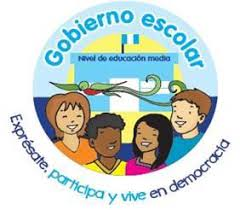 Gobierno escolar
Nivel de educación media
Exprésate, participa y vive en democracia